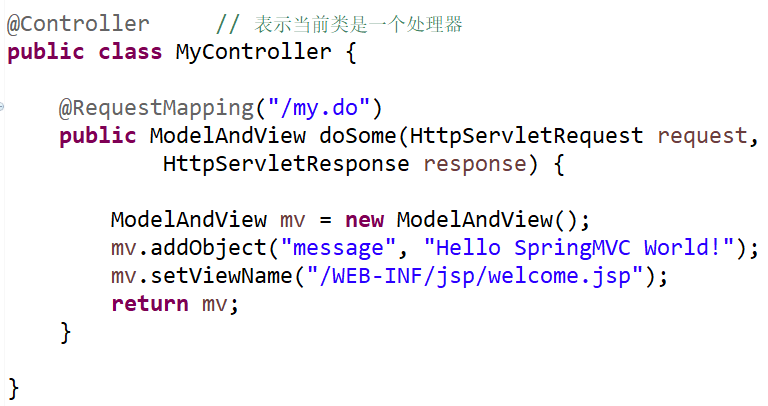 @Controller      // 表示当前类是一个处理器
public class MyController {
    @RequestMapping("/my.do")
    public ModelAndView doSome(HttpServletRequest request,
            HttpServletResponse response) {
        ModelAndView mv = new ModelAndView();
        mv.addObject("message", "Hello SpringMVC World!");
        mv.setViewName("/WEB-INF/jsp/welcome.jsp");
        return mv;
    }
}